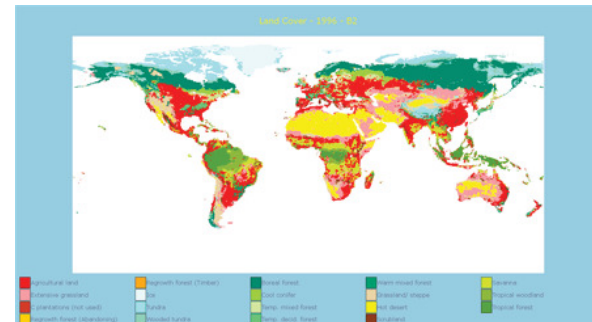 Land Cover - 1996 - B2
Agricultural land
Regrowth forest (Timber)
Boreal forest
Warm mixed forest
Savanna
Extensive grassland
Ice
Cool conifer
Grassland/ steppe
Tropical woodland
C plantations (not used)
Tundra
Temp. mixed forest
Hot desert
Tropical forest
Regrowth forest (abandoning)
Wooded tundra
Temp. decid. forest
Scrubland